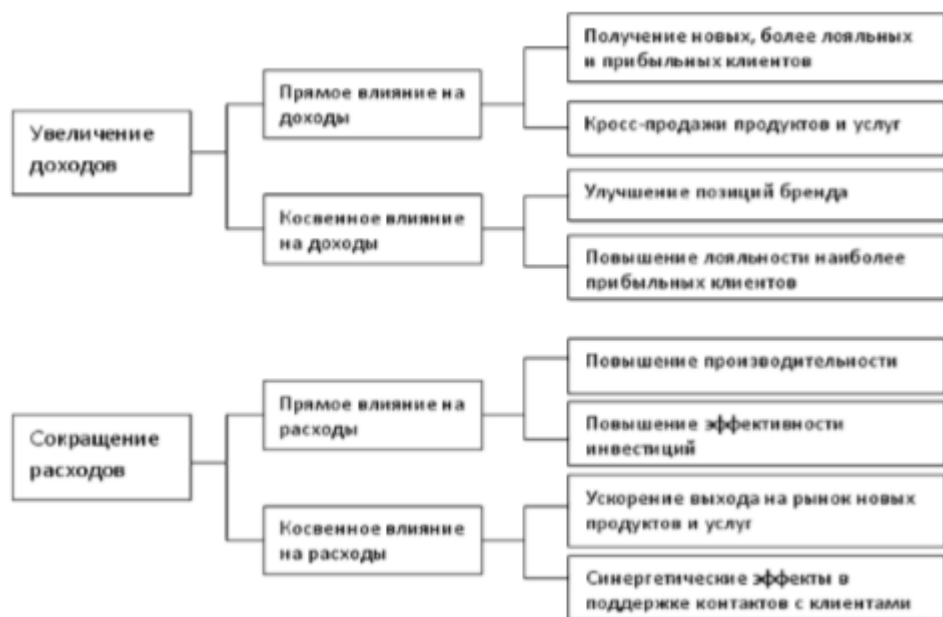 Увеличение
доходов
Прямое влияние на
доходы
Получение новых, более лояльных
и прибыльных клиентов
Кросс-продажи продуктов и услуг
Косвенное влияние
на доходы
Улучшение позиций бренда
Повышение лояльности наиболее
прибыльных клиентов
Сокращение
расходов
Прямое влияние на
расходы
Повышение производительности
Повышение эффективности
инвестиций
Косвенное влияние
на расходы
Ускорение выхода на рынок новых
продуктов и услуг
Синергетические эффекты в
поддержке контактов с клиентами